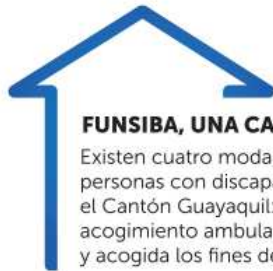 FUNSIBA, UNA CA
Existen cuatro moda
personas con discapa
el Cantón Guayaquil:
acogimiento ambula
y acogida los fines de